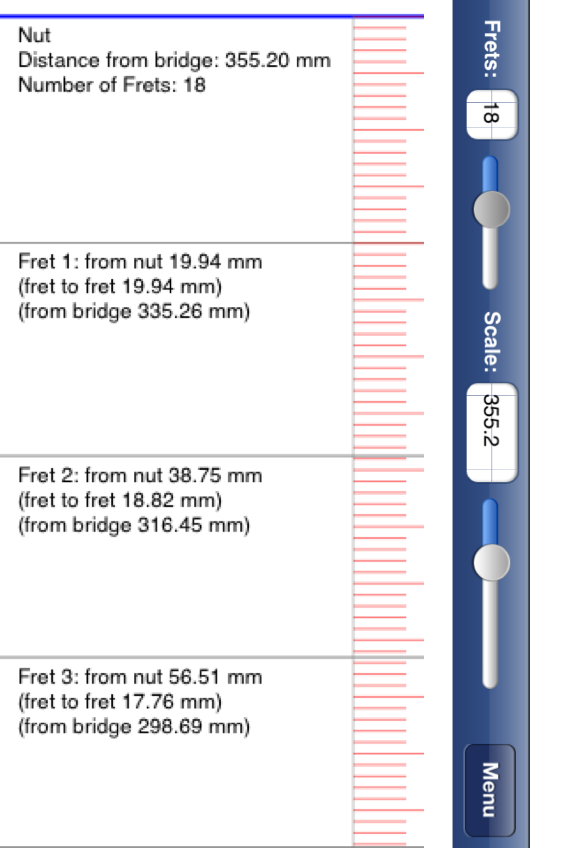 Nut
Distance from bridge: 355.20 mm
Number of Frets: 18
Fret 1: from nut 19.94 mm
(fret to fret 19.94 mm)
(from bridge 335.26 mm)
Fret 2: from nut 38.75 mm
(fret to fret 18.82 mm)
(from bridge 316.45 mm)
Fret 3: from nut 56.51 mm
(fret to fret 17.76 mm)
(from bridge 298.69 mm)
Frets: 18 Scale: 355.2 Menu